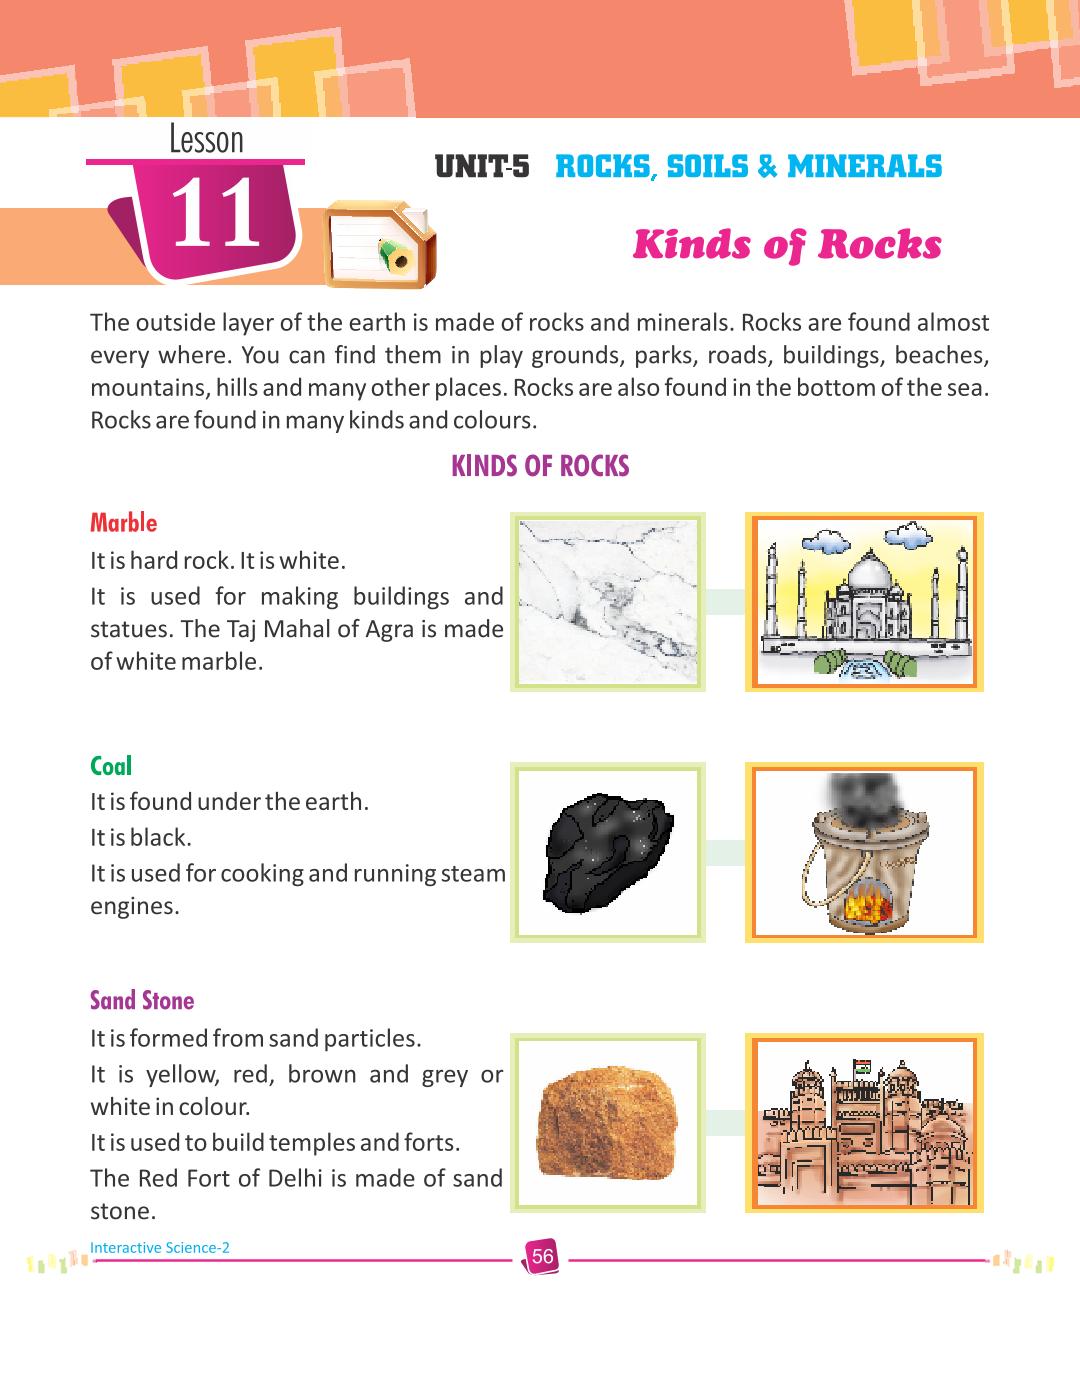 Lesson
11
UNIT-5 ROCKS, SOILS & MINERALS
Kinds of Rocks
The outside layer of the earth is made of rocks and minerals. Rocks are found almost
every where. You can find them in play grounds, parks, roads, buildings, beaches,
mountains, hills and many other places. Rocks are also found in the bottom of the sea.
Rocks are found in many kinds and colours.
KINDS OF ROCKS
Marble
It is hard rock. It is white.
It is used for making buildings and
statues. The Taj Mahal of Agra is made
of white marble.
Coal
It is found under the earth.
It is black.
It is used for cooking and running steam
engines.
Sand Stone
It is formed from sand particles.
It is yellow, red, brown and grey or
white in colour.
It is used to build temples and forts.
The Red Fort of Delhi is made of sand
stone.
Interactive Science-2
56